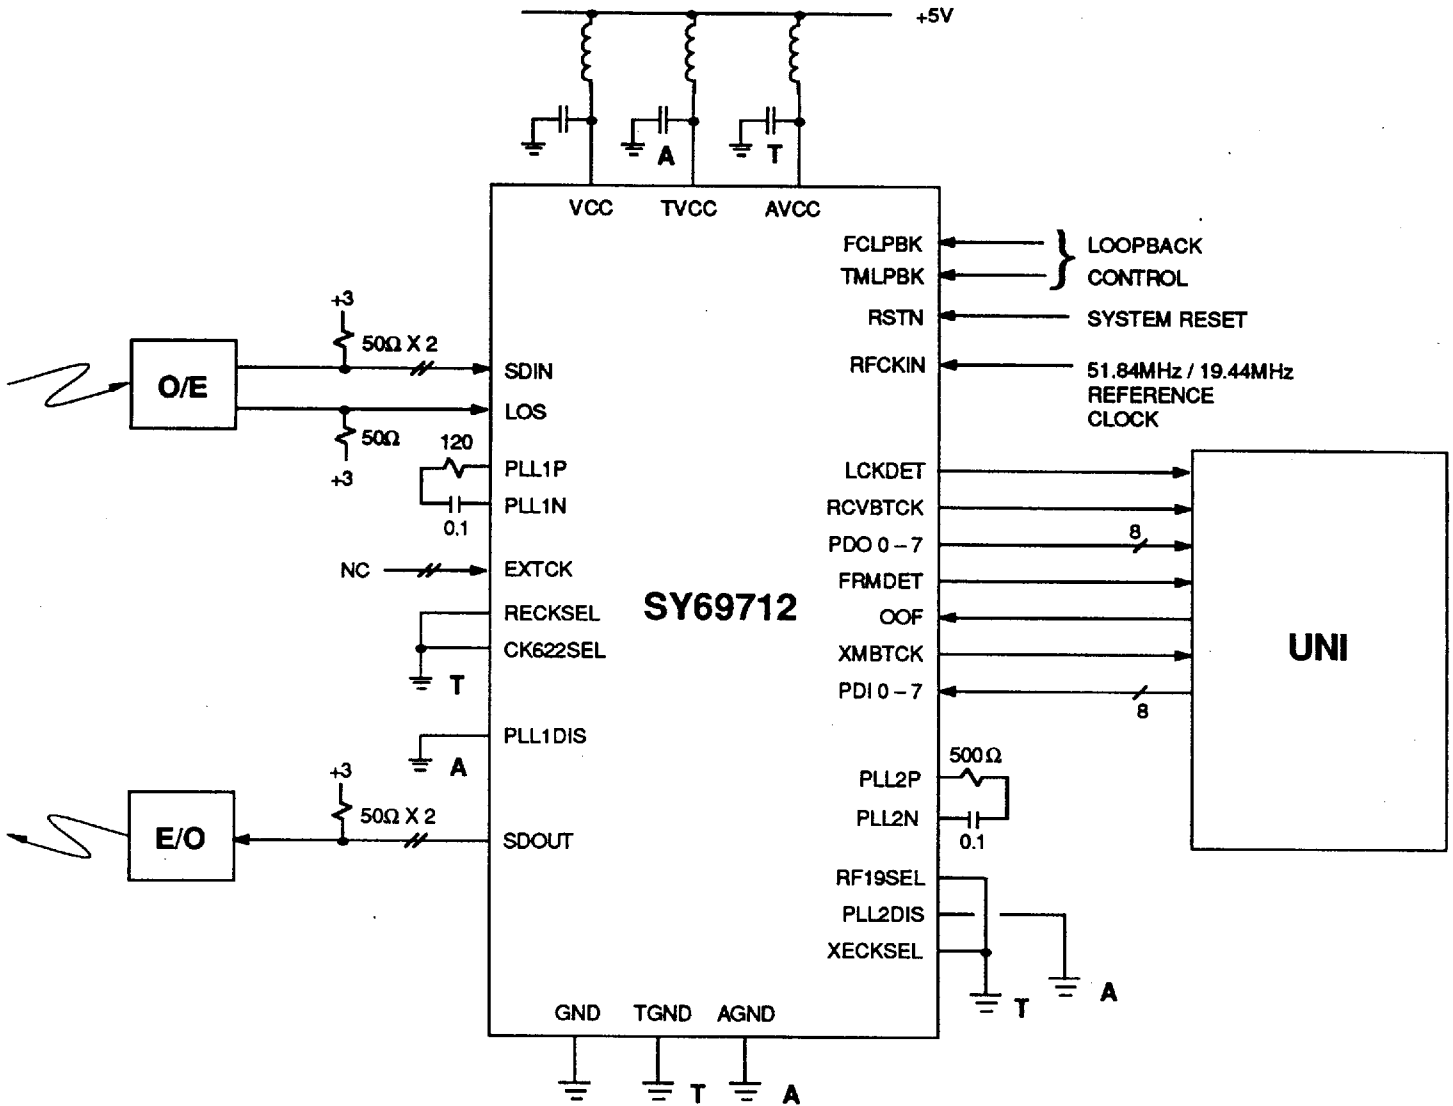 +5V
A
T
VCC
TVCC
AVCC
FCLPBK
TMLPBK
LOOPBACK
CONTROL
RSTN
SYSTEM RESET
RFCKIN
51.84MHz / 19.44MHz
REFERENCE
CLOCK
+3
50Ω X 2
O/E
SDIN
LOS
50Ω
+3
120
PLL1P
PLL1N
0.1
NC
EXTCK
RECKSEL
CK622SEL
T
PLL1DIS
A
+3
50Ω X 2
E/O
SDOUT
SY69712
LCKDET
RCVBTCK
PDO 0 – 7
8
FRMDET
OOF
XMBTCK
PDI 0 – 7
8
UNI
500Ω
PLL2P
PLL2N
0.1
RF19SEL
PLL2DIS
XECKSEL
T
A
GND
TGND
AGND
T
A